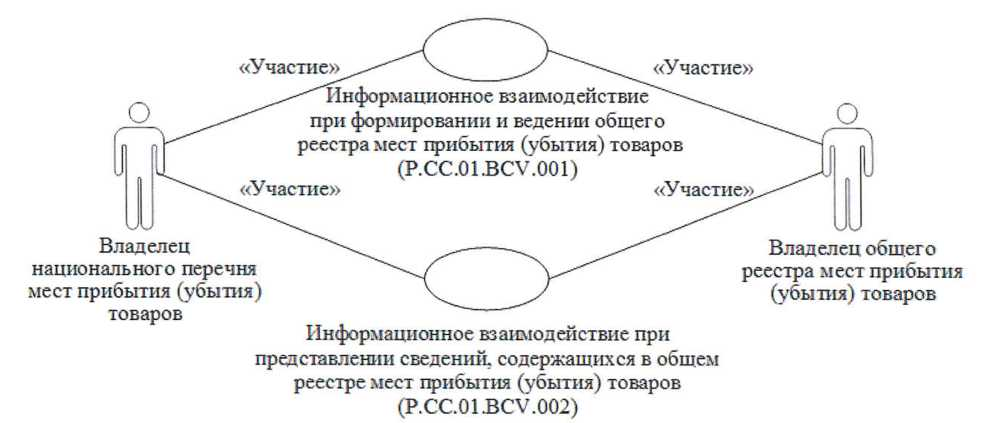 «Участие»
«Участие»
Информационное взаимодействие
при формировании и ведении общего
реестра мест прибытия (убытия) товаров
(P.CC.01.BCV.001)
«Участие»
«Участие»
Владелец
национального перечня
мест прибытия (убытия)
товаров
Владелец общего
реестра мест прибытия
(убытия) товаров
Информационное взаимодействие при
представлении сведений, содержащихся в общем
реестре мест прибытия (убытия) товаров
(P.CC.01.BCV.002)